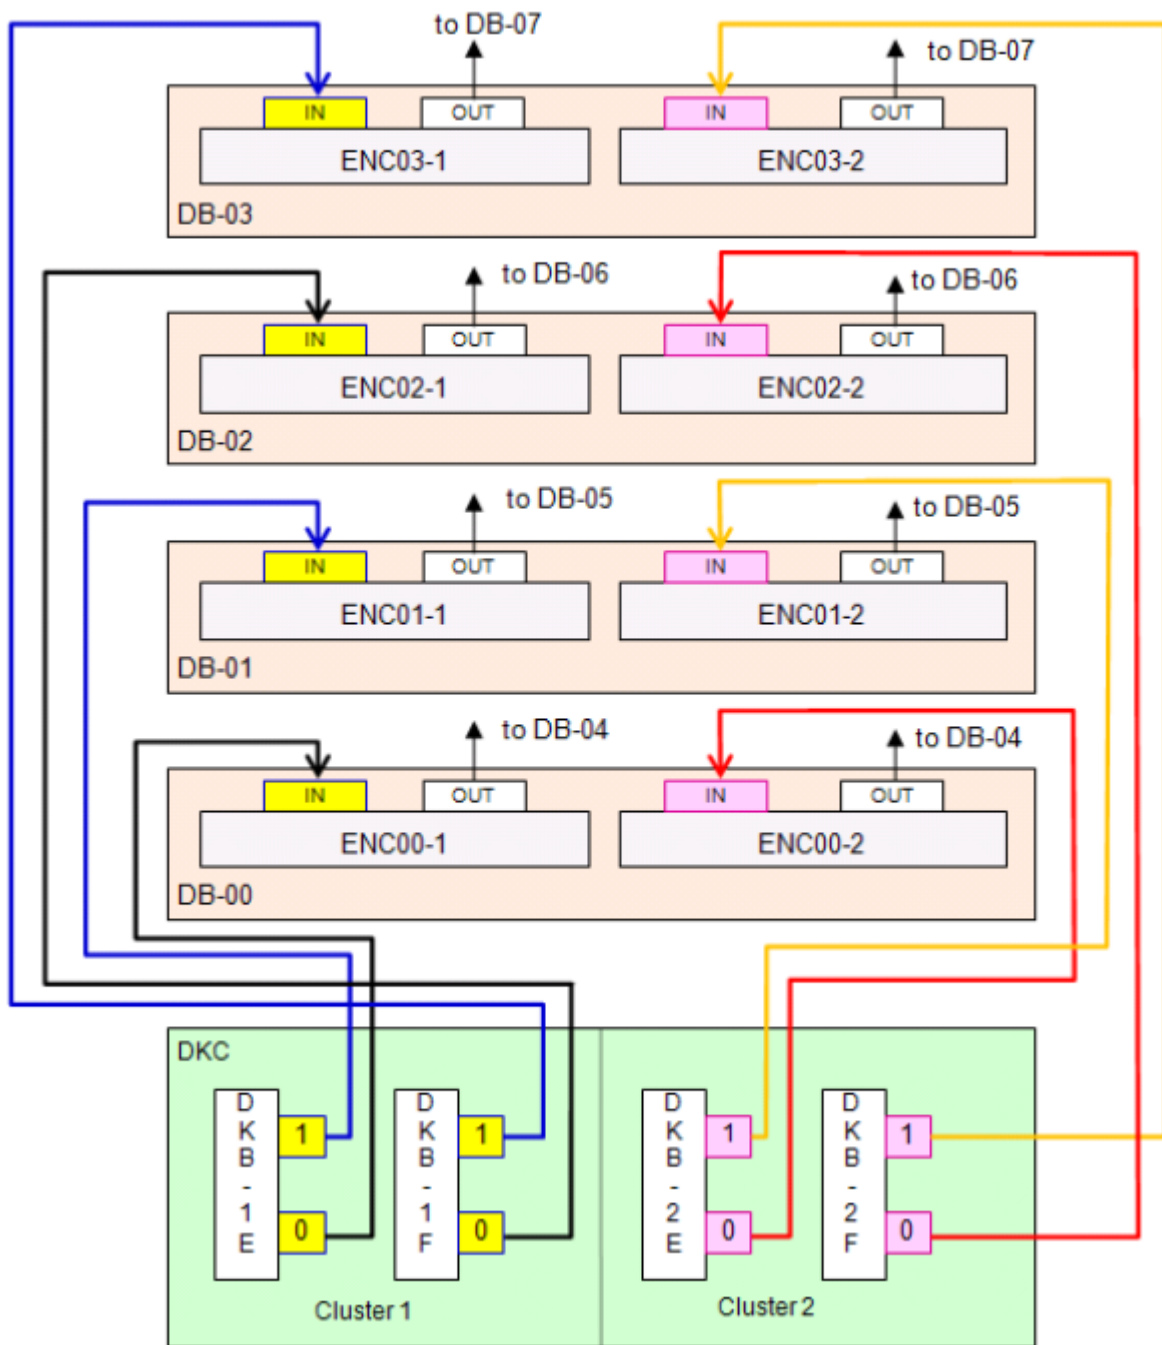 to DB-07
to DB-07
IN
OUT
IN
OUT
ENC03-1
ENC03-2
DB-03
to DB-06
to DB-06
IN
OUT
IN
OUT
ENC02-1
ENC02-2
DB-02
to DB-05
to DB-05
IN
OUT
IN
OUT
ENC01-1
ENC01-2
DB-01
to DB-04
to DB-04
IN
OUT
IN
OUT
ENC00-1
ENC00-2
DB-00
DKC
DKB-1E
1
0
DKB-1F
1
0
DKB-2E
1
0
DKB-2F
1
0
Cluster 1
Cluster 2